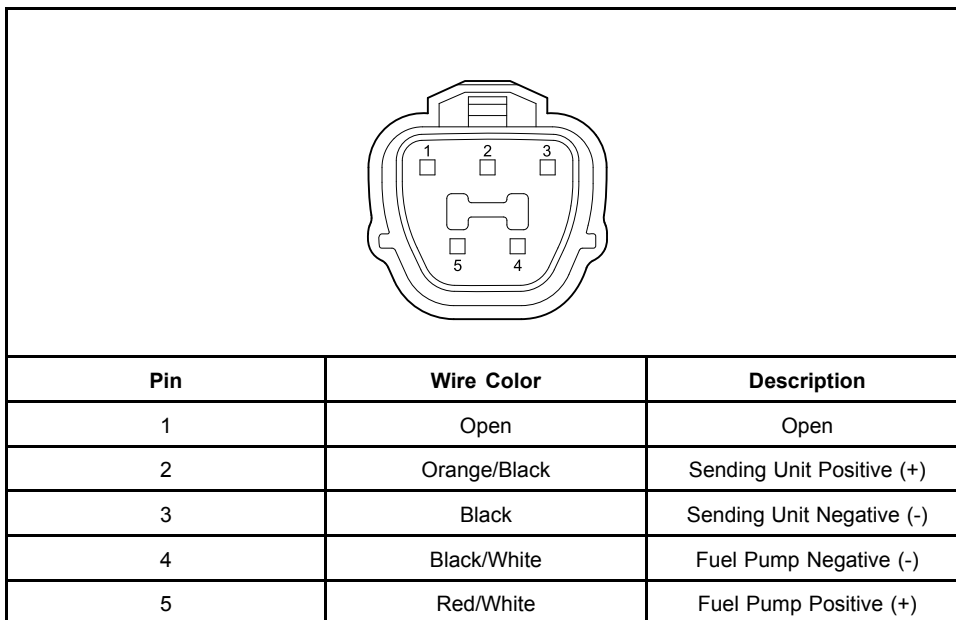 1 2 3
5 4
Pin Wire Color Description
1 Open Open
2 Orange/Black Sending Unit Positive (+)
3 Black Sending Unit Negative (-)
4 Black/White Fuel Pump Negative (-)
5 Red/White Fuel Pump Positive (+)